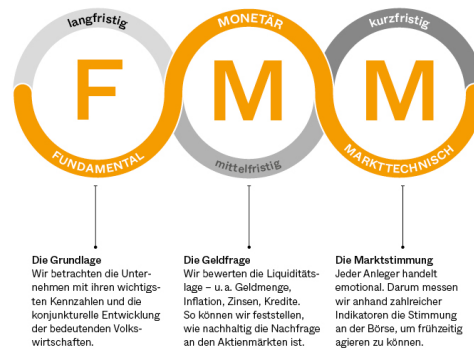 langfristig
MONETÄR
kurzfristig
F
M
M
FUNDAMENTAL
mittelfristig
MARKTTECHNISCH
Die Grundlage
Wir betrachten die Unter-
nehmen mit ihren wichtigs-
ten Kennzahlen und die
konjunkturelle Entwicklung
der bedeutenden Volks-
wirtschaften.
Die Geldfrage
Wir bewerten die Liquiditäts-
lage – u. a. Geldmenge,
Inflation, Zinsen, Kredite.
So können wir feststellen,
wie nachhaltig die Nachfrage
an den Aktienmärkten ist.
Die Marktstimmung
Jeder Anleger handelt
emotional. Darum messen
wir anhand zahlreicher
Indikatoren die Stimmung
an der Börse, um frühzeitig
agieren zu können.